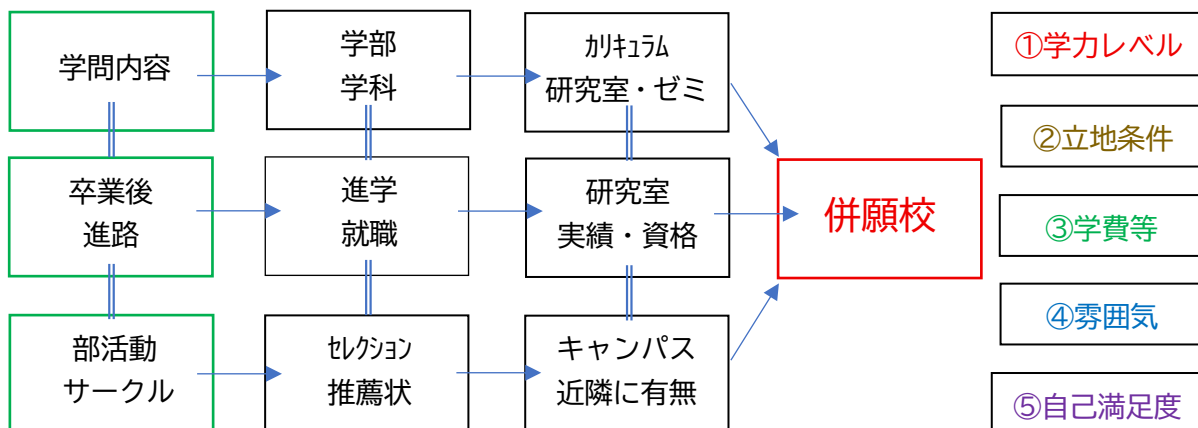 学問内容
学部
学科
ｶﾘｷｭﾗﾑ
研究室・ゼミ
卒業後
進路
進学
就職
研究室
実績・資格
部活動
サークル
ｾﾚｸｼｮﾝ
推薦状
キャンパス
近隣に有無
併願校
①学力レベル
②立地条件
③学費等
④雰囲気
⑤自己満足度